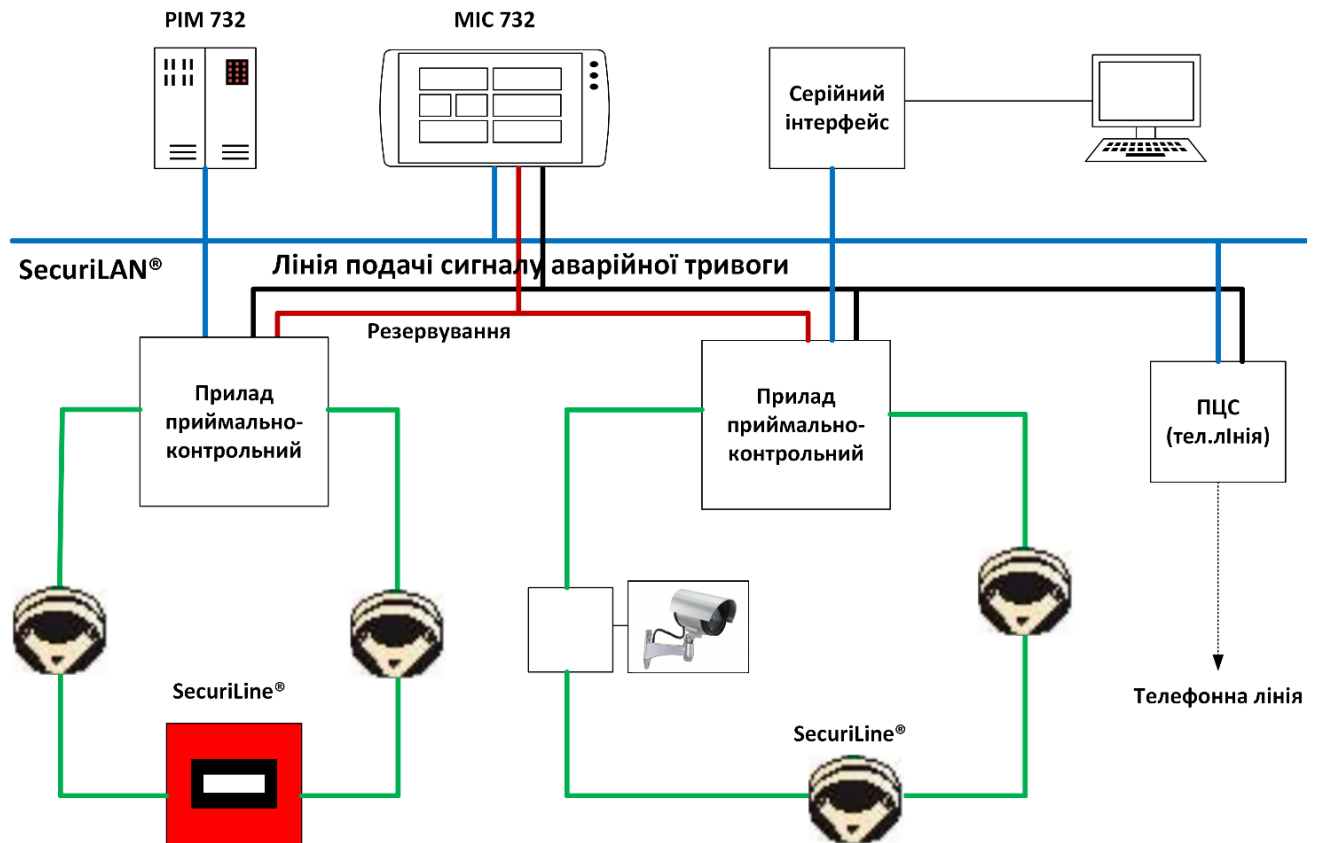 PIM 732
MIC 732
Серійний
інтерфейс
SecuriLAN®
Лінія подачі сигналу аварійної тривоги
Резервування
Прилад
приймально-
контрольний
Прилад
приймально-
контрольний
ПЦС
(тел.лінія)
SecuriLine®
SecuriLine®
Телефонна лінія